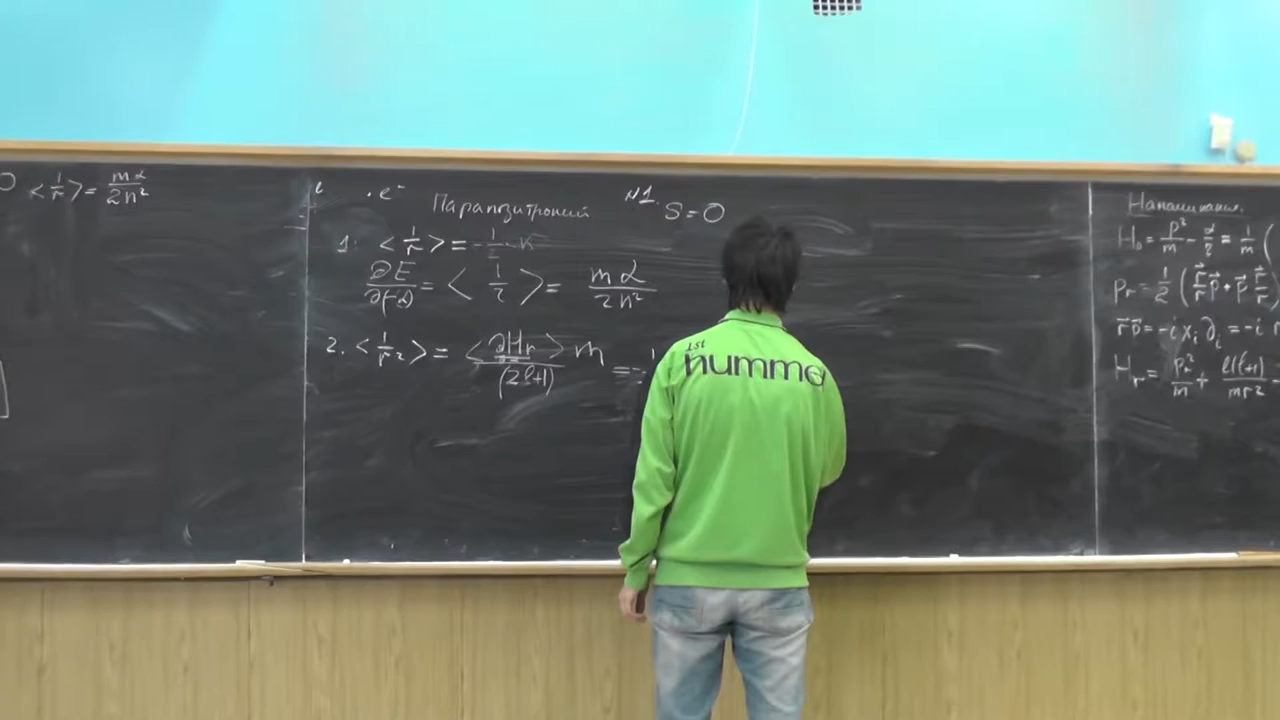 <1/r> = mα/2n²
·e⁻ Парапозитроний №1. S=0
1. <1/r> =
∂E/∂(-α) = <1/r> = mα/2n²
2. <1/r²> = <∂Hr/∂l> m/(2l+1) =
1st
hummel
Напоминания.
H₀ = p²/m - α/r = 1/m (
pr = 1/2 (r⃗/r p⃗ + p⃗ r⃗/r)
r⃗p⃗ = -i xᵢ ∂ᵢ = -i r
Hr = pr²/m + l(l+1)/mr² -